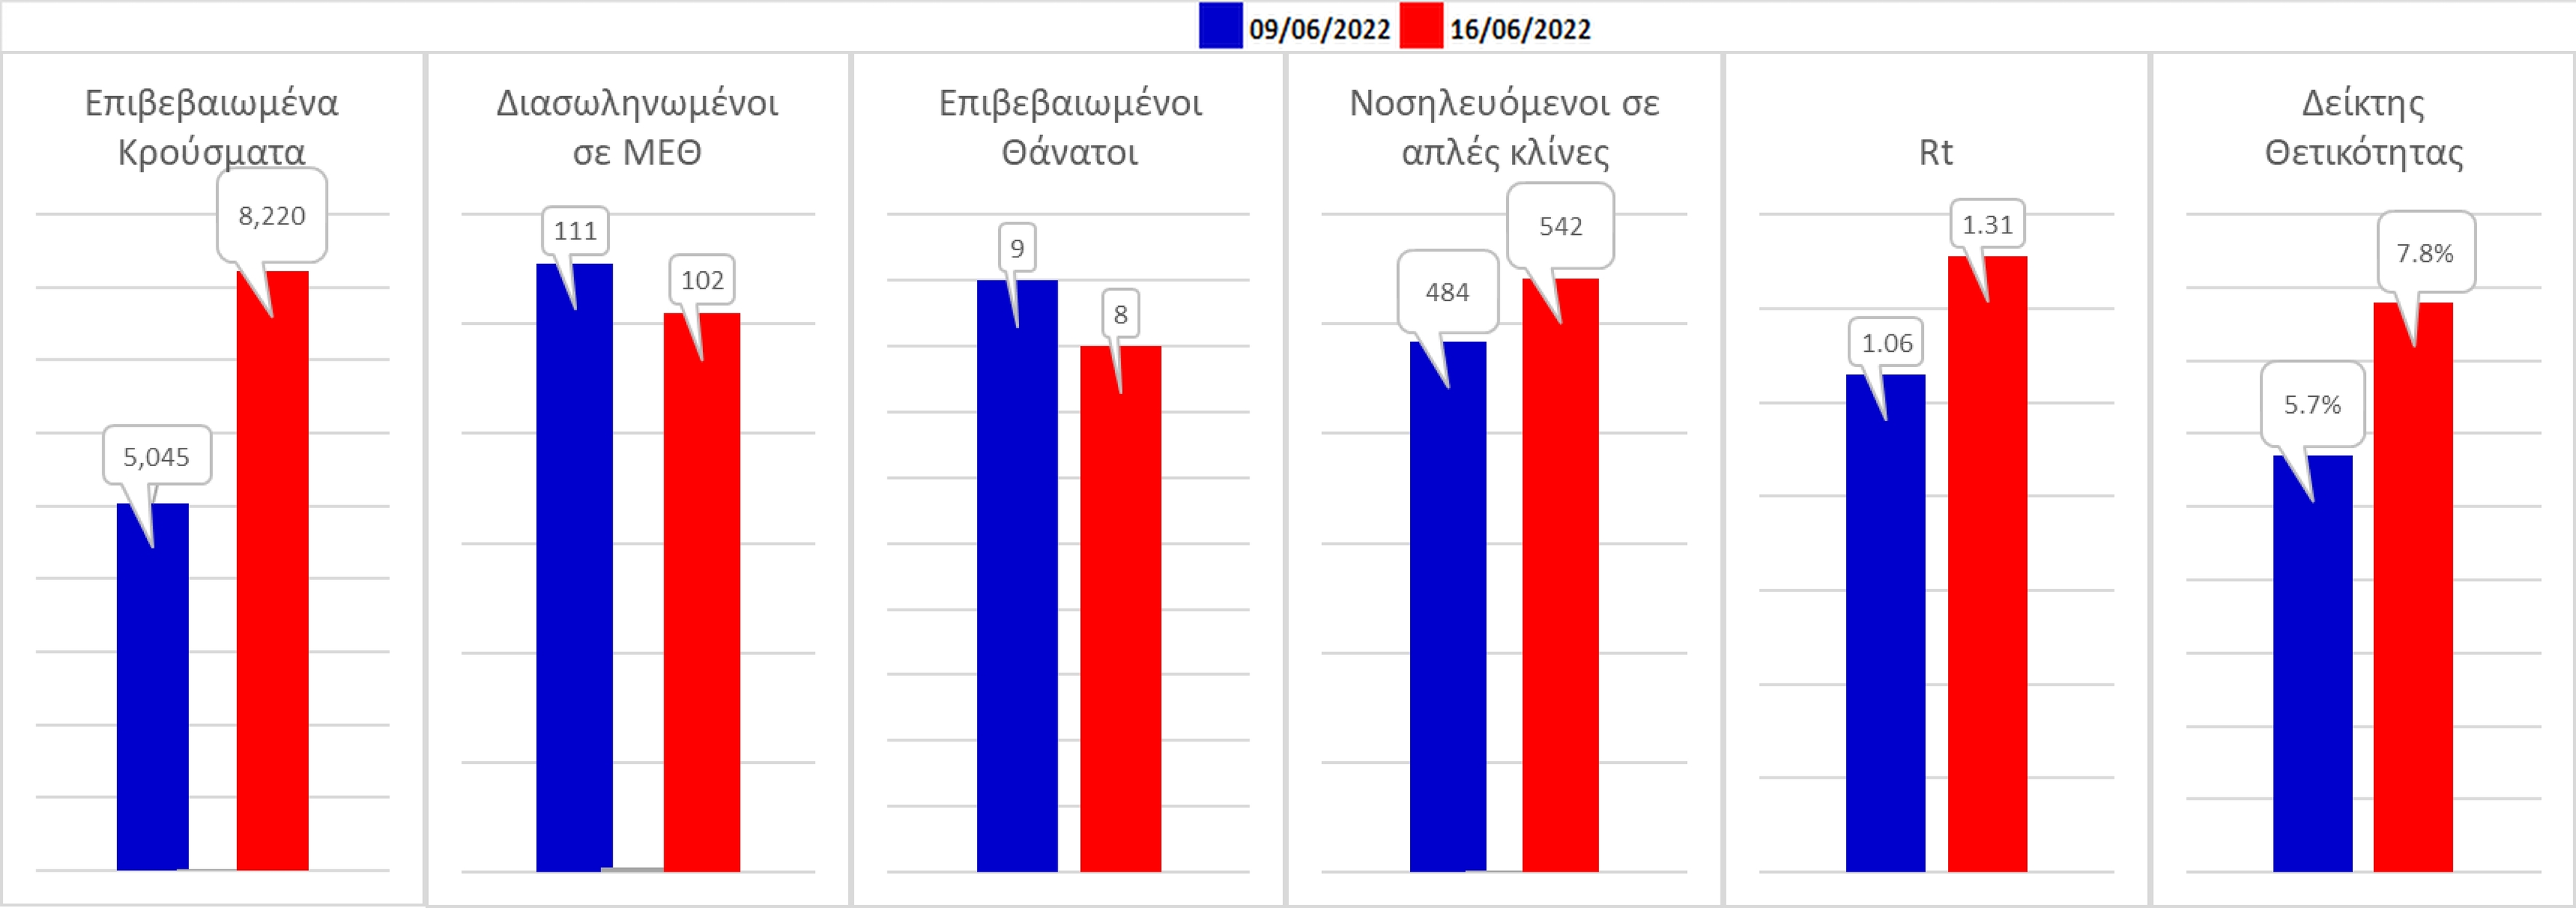 09/06/2022 16/06/2022
Επιβεβαιωμένα
Κρούσματα
8,220
5,045
Διασωληνωμένοι
σε ΜΕΘ
111
102
Επιβεβαιωμένοι
Θάνατοι
9
8
Νοσηλευόμενοι σε
απλές κλίνες
542
484
Rt
1.31
1.06
Δείκτης
Θετικότητας
7.8%
5.7%